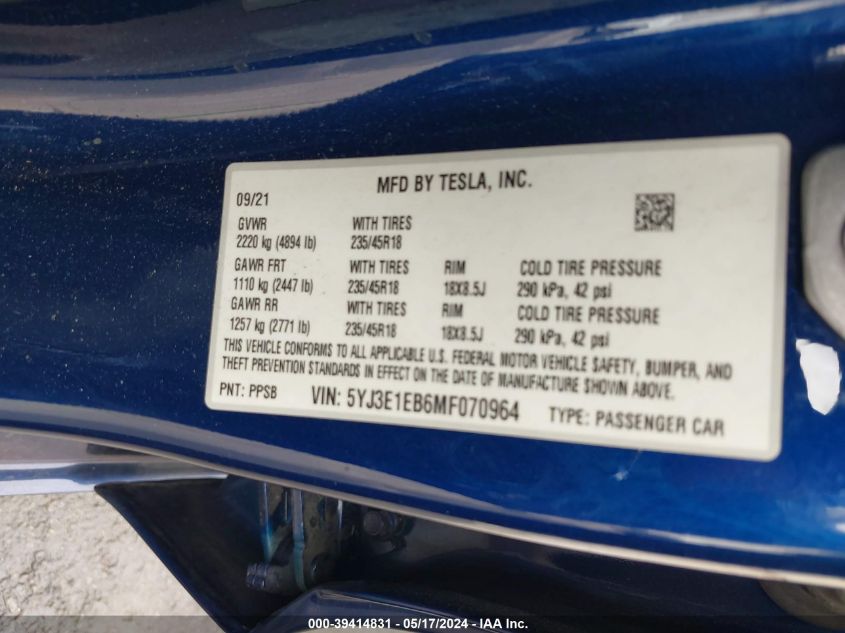 MFD BY TESLA, INC.
09/21
GVWR WITH TIRES
2220 kg (4894 lb) 235/45R18
GAWR FRT WITH TIRES RIM COLD TIRE PRESSURE
1110 kg (2447 lb) 235/45R18 18X8.5J 290 kPa, 42 psi
GAWR RR WITH TIRES RIM COLD TIRE PRESSURE
1257 kg (2771 lb) 235/45R18 18X8.5J 290 kPa, 42 psi
THIS VEHICLE CONFORMS TO ALL APPLICABLE U.S. FEDERAL MOTOR VEHICLE SAFETY, BUMPER, AND
THEFT PREVENTION STANDARDS IN EFFECT ON THE DATE OF MANUFACTURE SHOWN ABOVE.
PNT: PPSB VIN: 5YJ3E1EB6MF070964 TYPE: PASSENGER CAR
000-39414831 - 05/17/2024 - IAA Inc.